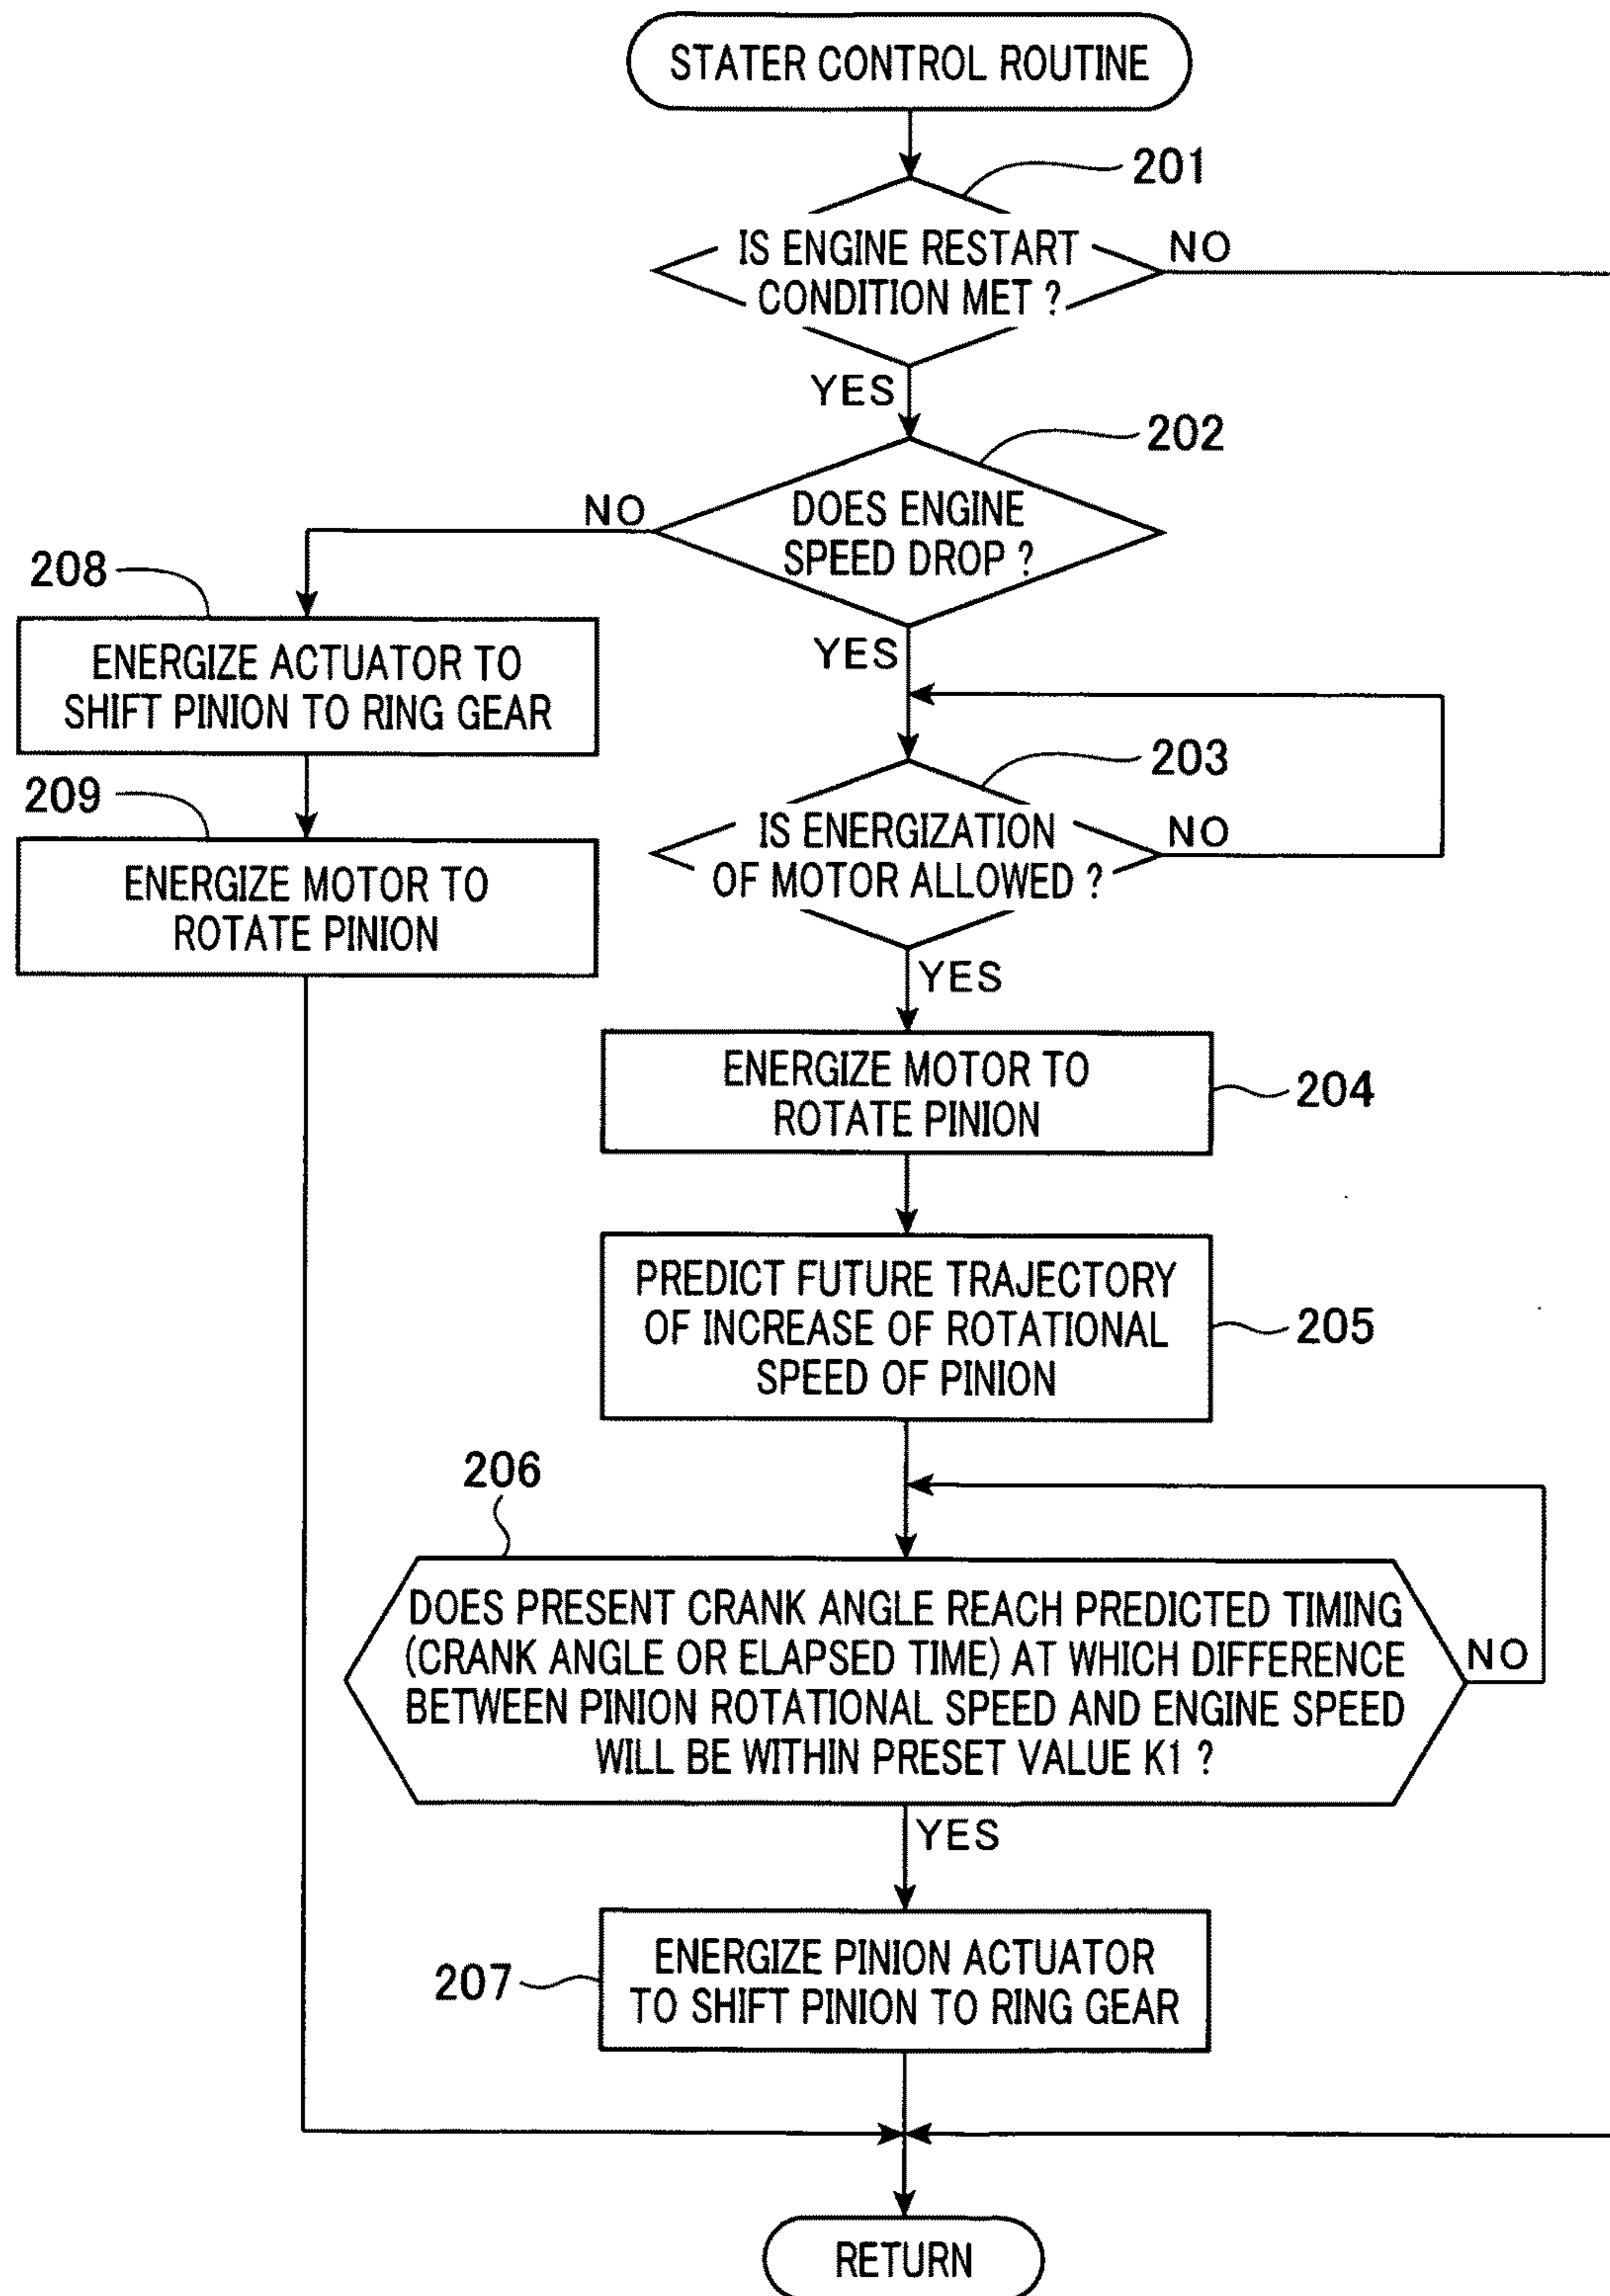 STATER CONTROL ROUTINE
201
IS ENGINE RESTART
CONDITION MET ?
NO
YES
202
DOES ENGINE
SPEED DROP ?
NO
YES
208
ENERGIZE ACTUATOR TO
SHIFT PINION TO RING GEAR
209
ENERGIZE MOTOR TO
ROTATE PINION
203
IS ENERGIZATION
OF MOTOR ALLOWED ?
NO
YES
ENERGIZE MOTOR TO
ROTATE PINION
204
PREDICT FUTURE TRAJECTORY
OF INCREASE OF ROTATIONAL
SPEED OF PINION
205
206
DOES PRESENT CRANK ANGLE REACH PREDICTED TIMING
(CRANK ANGLE OR ELAPSED TIME) AT WHICH DIFFERENCE
BETWEEN PINION ROTATIONAL SPEED AND ENGINE SPEED
WILL BE WITHIN PRESET VALUE K1 ?
NO
YES
207
ENERGIZE PINION ACTUATOR
TO SHIFT PINION TO RING GEAR
RETURN